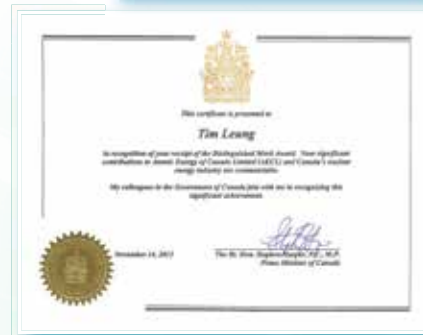 This certificate is presented to
Tim Leung
In recognition of your receipt of the Distinguished Merit Award. Your significant
contributions to Atomic Energy of Canada Limited (AECL) and Canada's nuclear
energy industry are commendable.
My colleagues in the Government of Canada join with me in recognizing this
significant achievement.
November 14, 2013
The Rt. Hon. Stephen Harper, P.C., M.P.
Prime Minister of Canada